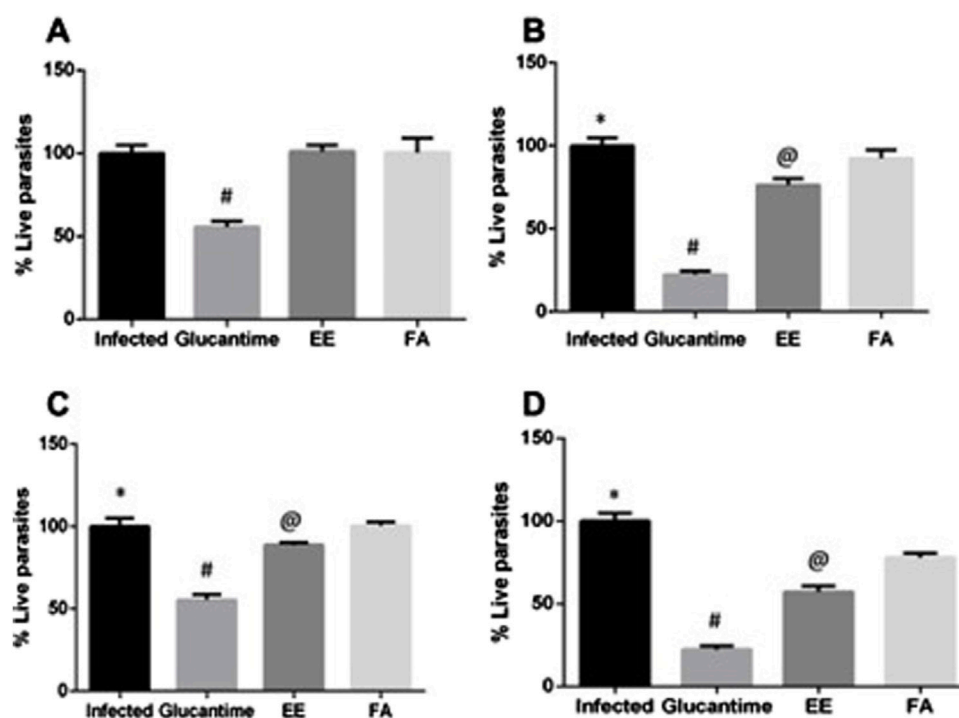 A
% Live parasites
150
100
50
0
#
Infected Glucantime EE FA
B
% Live parasites
150
100
50
0
*
#
@
Infected Glucantime EE FA
C
% Live parasites
150
100
50
0
*
#
@
Infected Glucantime EE FA
D
% Live parasites
150
100
50
0
*
#
@
Infected Glucantime EE FA